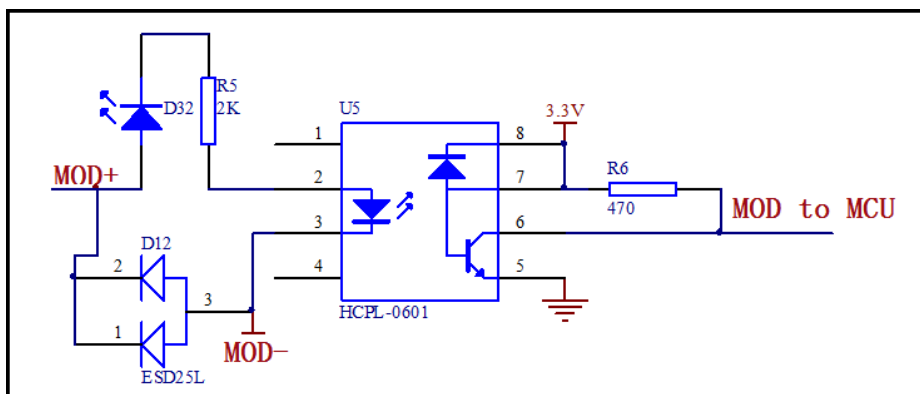 R5
2K
D32
U5
3.3V
1
2
3
4
8
7
6
5
R6
470
MOD+
MOD to MCU
D12
2
1
3
HCPL-0601
MOD-
ESD25L